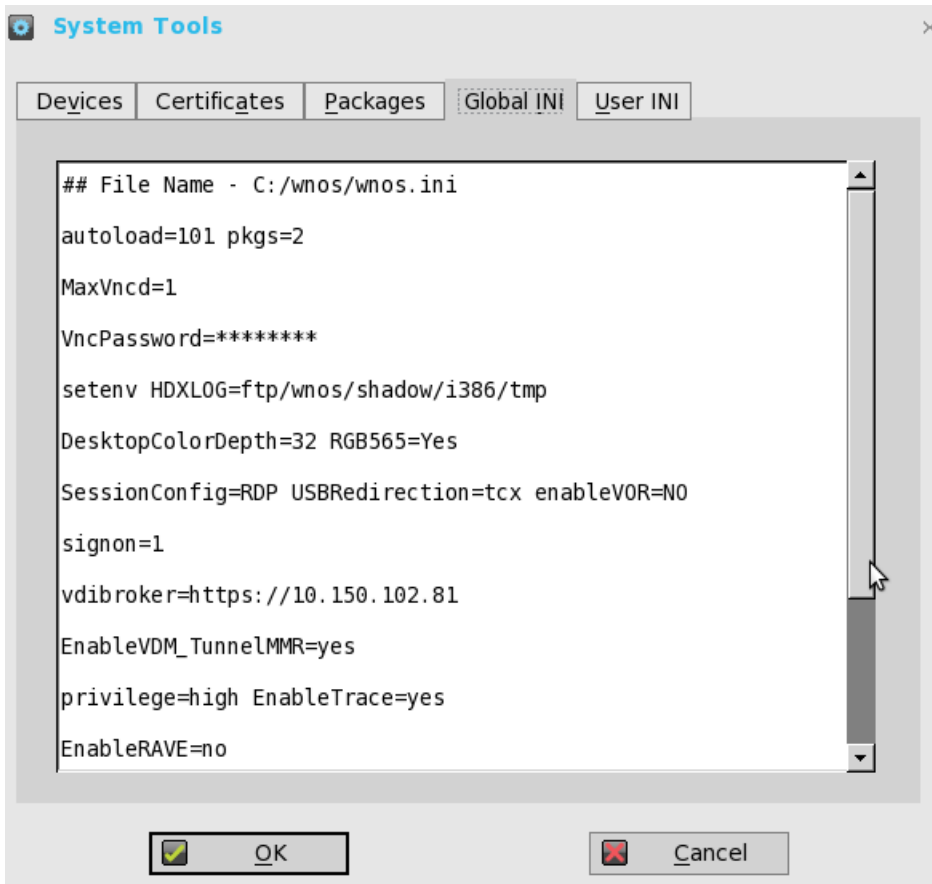 System Tools
Devices Certificates Packages Global INI User INI
## File Name - C:/wnos/wnos.ini
autoload=101 pkgs=2
MaxVncd=1
VncPassword=********
setenv HDXLOG=ftp/wnos/shadow/i386/tmp
DesktopColorDepth=32 RGB565=Yes
SessionConfig=RDP USBRedirection=tcx enableVOR=NO
signon=1
vdibroker=https://10.150.102.81
EnableVDM_TunnelMMR=yes
privilege=high EnableTrace=yes
EnableRAVE=no
OK Cancel